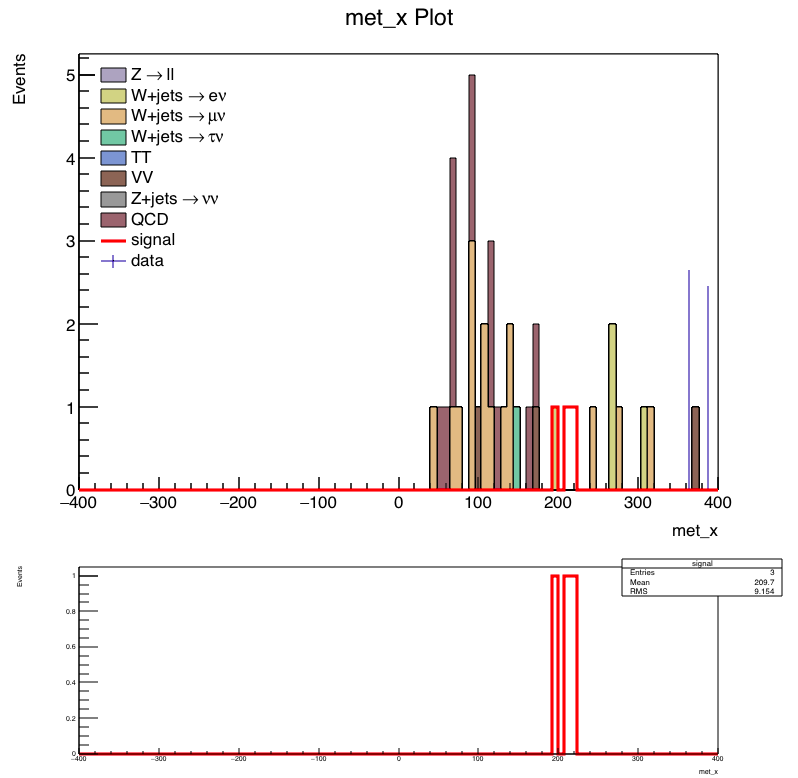 met_x Plot
Events
5
4
3
2
1
0
Z → ll
W+jets → eν
W+jets → μν
W+jets → τν
TT
VV
Z+jets → νν
QCD
signal
data
−400 −300 −200 −100 0 100 200 300 400
met_x
Events
signal
Entries 3
Mean 209.7
RMS 9.154
1
0.8
0.6
0.4
0.2
0
−400 −300 −200 −100 0 100 200 300 400
met_x